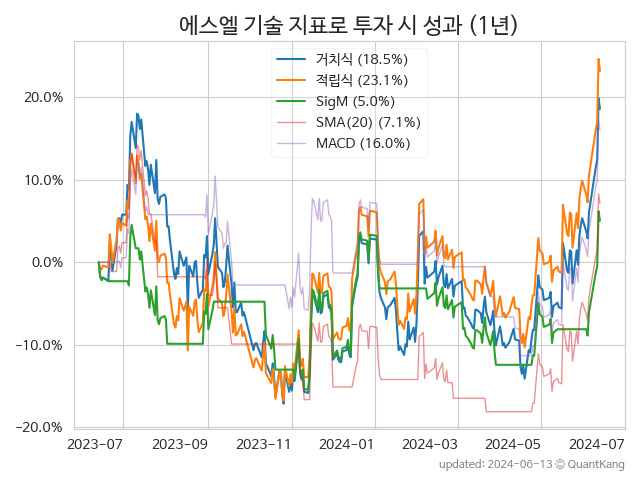 에스엘 기술 지표로 투자 시 성과 (1년)
거치식 (18.5%)
적립식 (23.1%)
SigM (5.0%)
SMA(20) (7.1%)
MACD (16.0%)
20.0%
10.0%
0.0%
−10.0%
−20.0%
2023-07 2023-09 2023-11 2024-01 2024-03 2024-05 2024-07
updated: 2024-06-13 © QuantKang